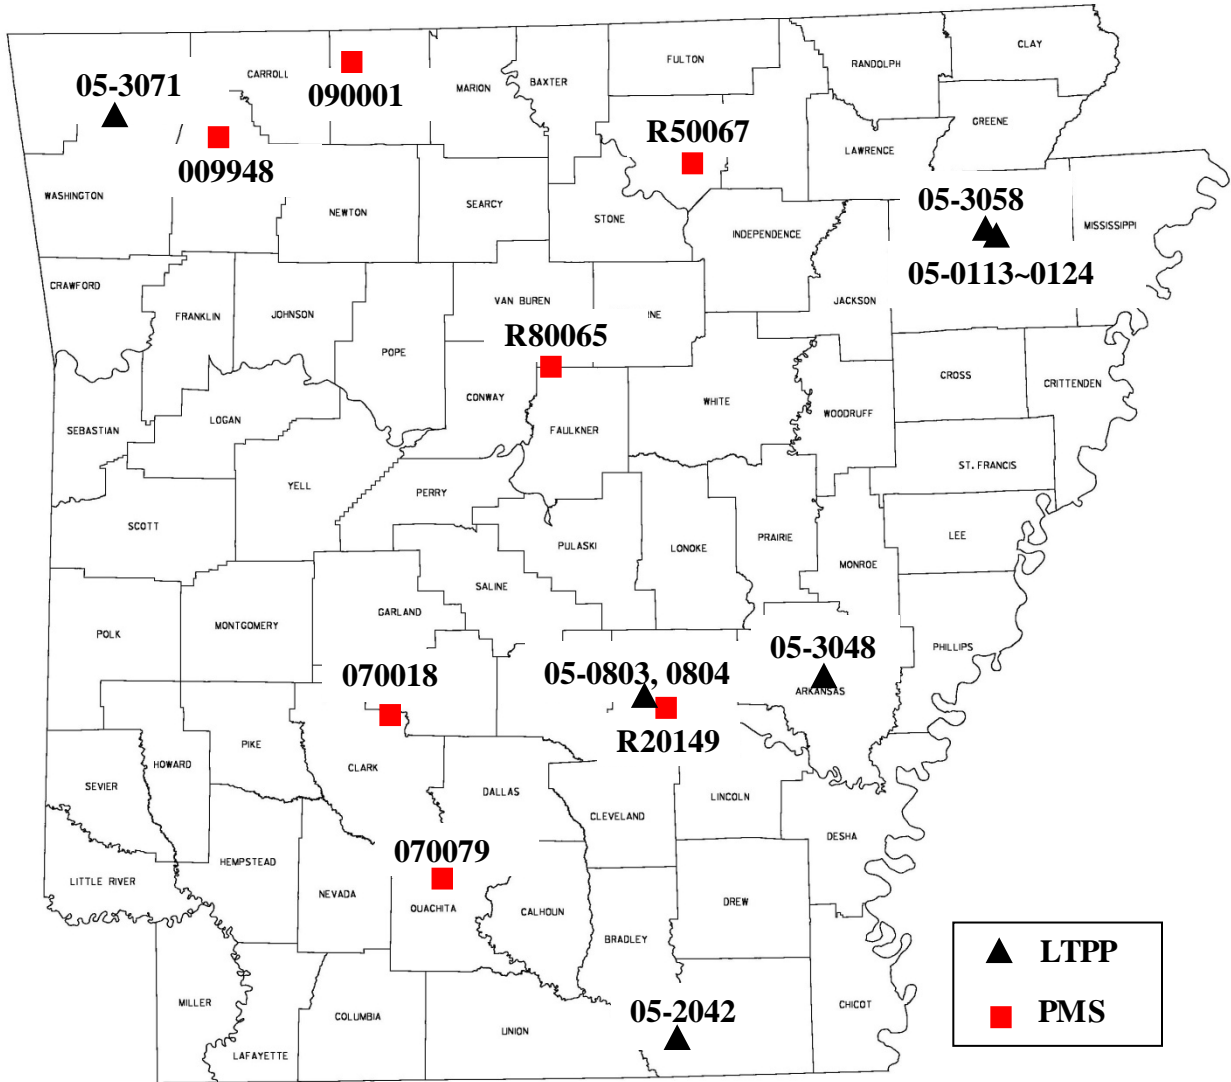 CLAY
FULTON
RANDOLPH
CARROLL
05-3071
090001
MARION
BAXTER
GREENE
R50067
LAWRENCE
009948
WASHINGTON
NEWTON
SEARCY
STONE
INDEPENDENCE
05-3058
MISSISSIPPI
05-0113~0124
CRAWFORD
FRANKLIN
JOHNSON
VAN BUREN
JACKSON
NE
R80065
POPE
CONWAY
CROSS
CRITTENDEN
WHITE
WOODRUFF
SEBASTIAN
LOGAN
FAULKNER
ST. FRANCIS
YELL
PERRY
SCOTT
PULASKI
LONOKE
PRAIRIE
LEE
MONROE
SALINE
GARLAND
POLK
MONTGOMERY
PHILLIPS
070018
05-0803, 0804
05-3048
ARKANSAS
R20149
PIKE
HOWARD
CLARK
SEVIER
DALLAS
LINCOLN
CLEVELAND
DESHA
070079
HEMPSTEAD
LITTLE RIVER
NEVADA
OUACHITA
CALHOUN
DREW
BRADLEY
LTPP
MILLER
COLUMBIA
UNION
05-2042
CHICOT
PMS
LAFAYETTE